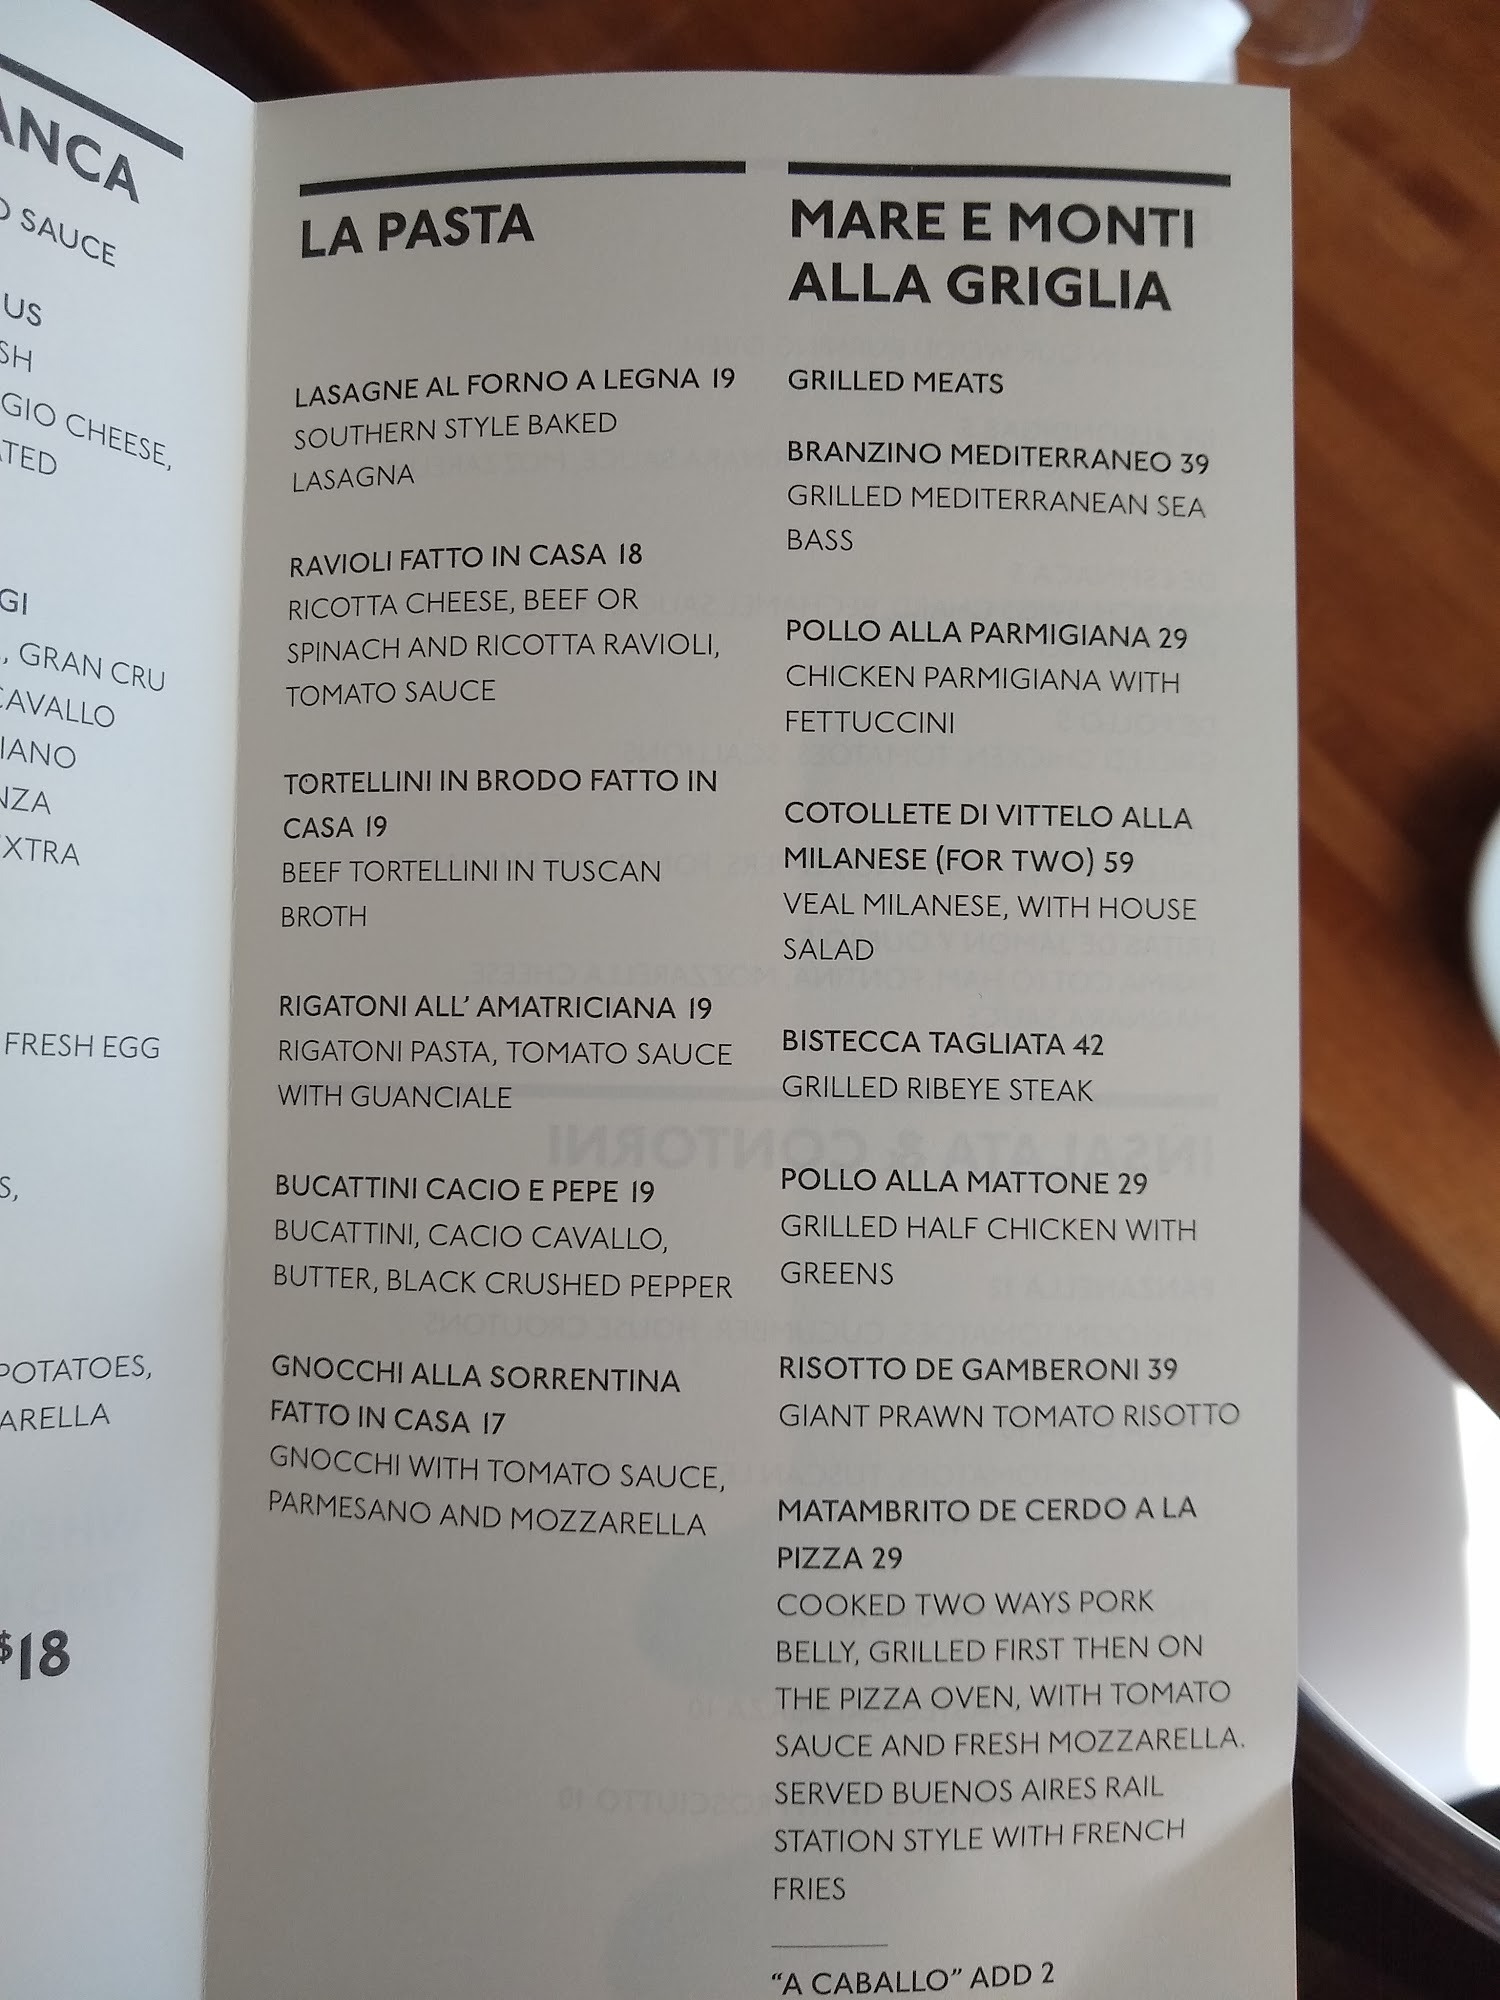 ANCA
SAUCE
US
SH
GIO CHEESE,
ATED
GI
, GRAN CRU
CAVALLO
IANO
NZA
EXTRA
FRESH EGG
S,
POTATOES,
ARELLA
$18
LA PASTA
LASAGNE AL FORNO A LEGNA 19
SOUTHERN STYLE BAKED
LASAGNA
RAVIOLI FATTO IN CASA 18
RICOTTA CHEESE, BEEF OR
SPINACH AND RICOTTA RAVIOLI,
TOMATO SAUCE
TORTELLINI IN BRODO FATTO IN
CASA 19
BEEF TORTELLINI IN TUSCAN
BROTH
RIGATONI ALL' AMATRICIANA 19
RIGATONI PASTA, TOMATO SAUCE
WITH GUANCIALE
BUCATTINI CACIO E PEPE 19
BUCATTINI, CACIO CAVALLO,
BUTTER, BLACK CRUSHED PEPPER
GNOCCHI ALLA SORRENTINA
FATTO IN CASA 17
GNOCCHI WITH TOMATO SAUCE,
PARMESANO AND MOZZARELLA
MARE E MONTI
ALLA GRIGLIA
GRILLED MEATS
BRANZINO MEDITERRANEO 39
GRILLED MEDITERRANEAN SEA
BASS
POLLO ALLA PARMIGIANA 29
CHICKEN PARMIGIANA WITH
FETTUCCINI
COTOLLETE DI VITTELO ALLA
MILANESE (FOR TWO) 59
VEAL MILANESE, WITH HOUSE
SALAD
BISTECCA TAGLIATA 42
GRILLED RIBEYE STEAK
POLLO ALLA MATTONE 29
GRILLED HALF CHICKEN WITH
GREENS
RISOTTO DE GAMBERONI 39
GIANT PRAWN TOMATO RISOTTO
MATAMBRITO DE CERDO A LA
PIZZA 29
COOKED TWO WAYS PORK
BELLY, GRILLED FIRST THEN ON
THE PIZZA OVEN, WITH TOMATO
SAUCE AND FRESH MOZZARELLA.
SERVED BUENOS AIRES RAIL
STATION STYLE WITH FRENCH
FRIES
"A CABALLO" ADD 2